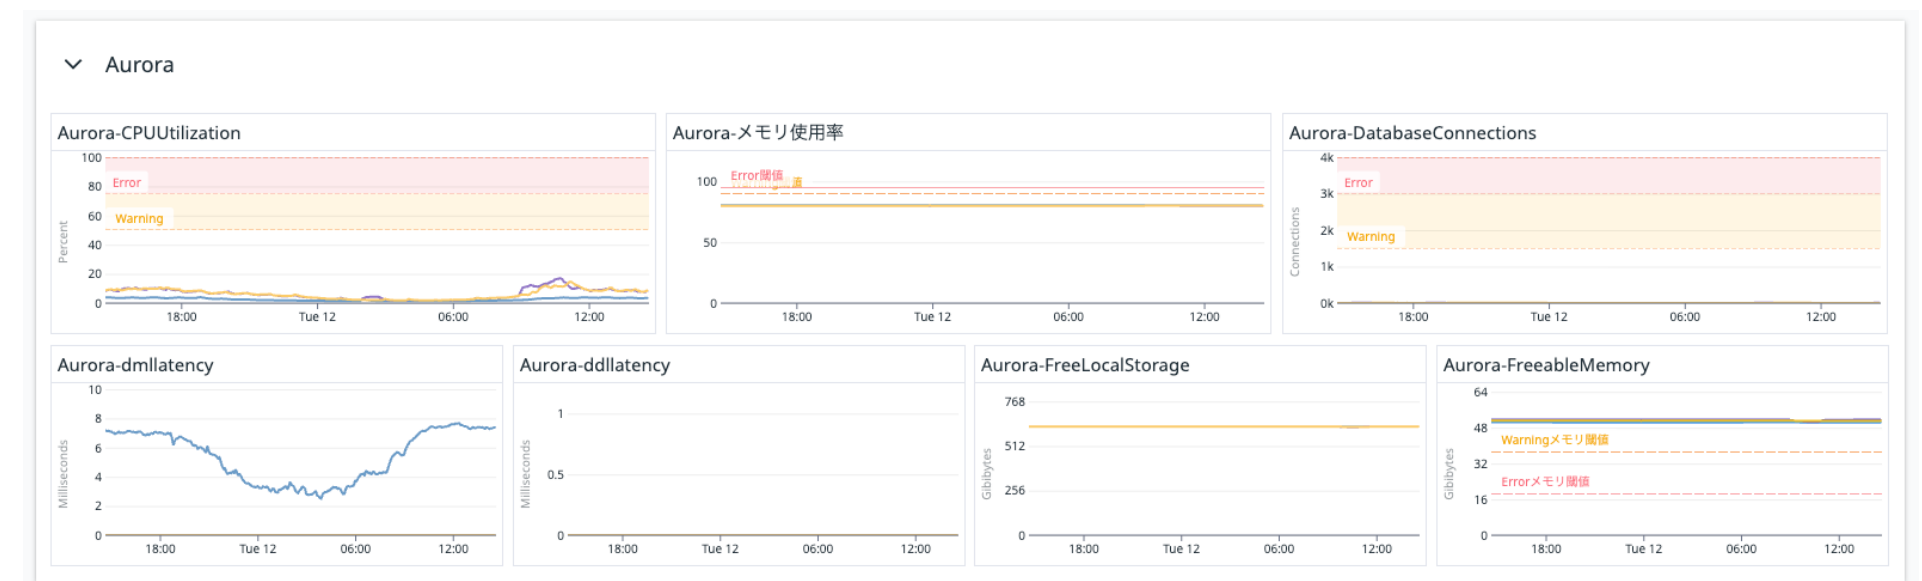 Aurora
Aurora-CPUUtilization
100
80
60
40
20
0
Percent
Error
Warning
18:00
Tue 12
06:00
12:00
Aurora-メモリ使用率
100
50
0
Error閾値
18:00
Tue 12
06:00
12:00
Aurora-DatabaseConnections
4k
3k
2k
1k
0k
Connections
Error
Warning
18:00
Tue 12
06:00
12:00
Aurora-dmllatency
10
8
6
4
2
0
Milliseconds
18:00
Tue 12
06:00
12:00
Aurora-ddllatency
1
0.5
0
Milliseconds
18:00
Tue 12
06:00
12:00
Aurora-FreeLocalStorage
768
512
256
0
Gibibytes
18:00
Tue 12
06:00
12:00
Aurora-FreeableMemory
64
48
32
16
0
Gibibytes
Warningメモリ閾値
Errorメモリ閾値
18:00
Tue 12
06:00
12:00